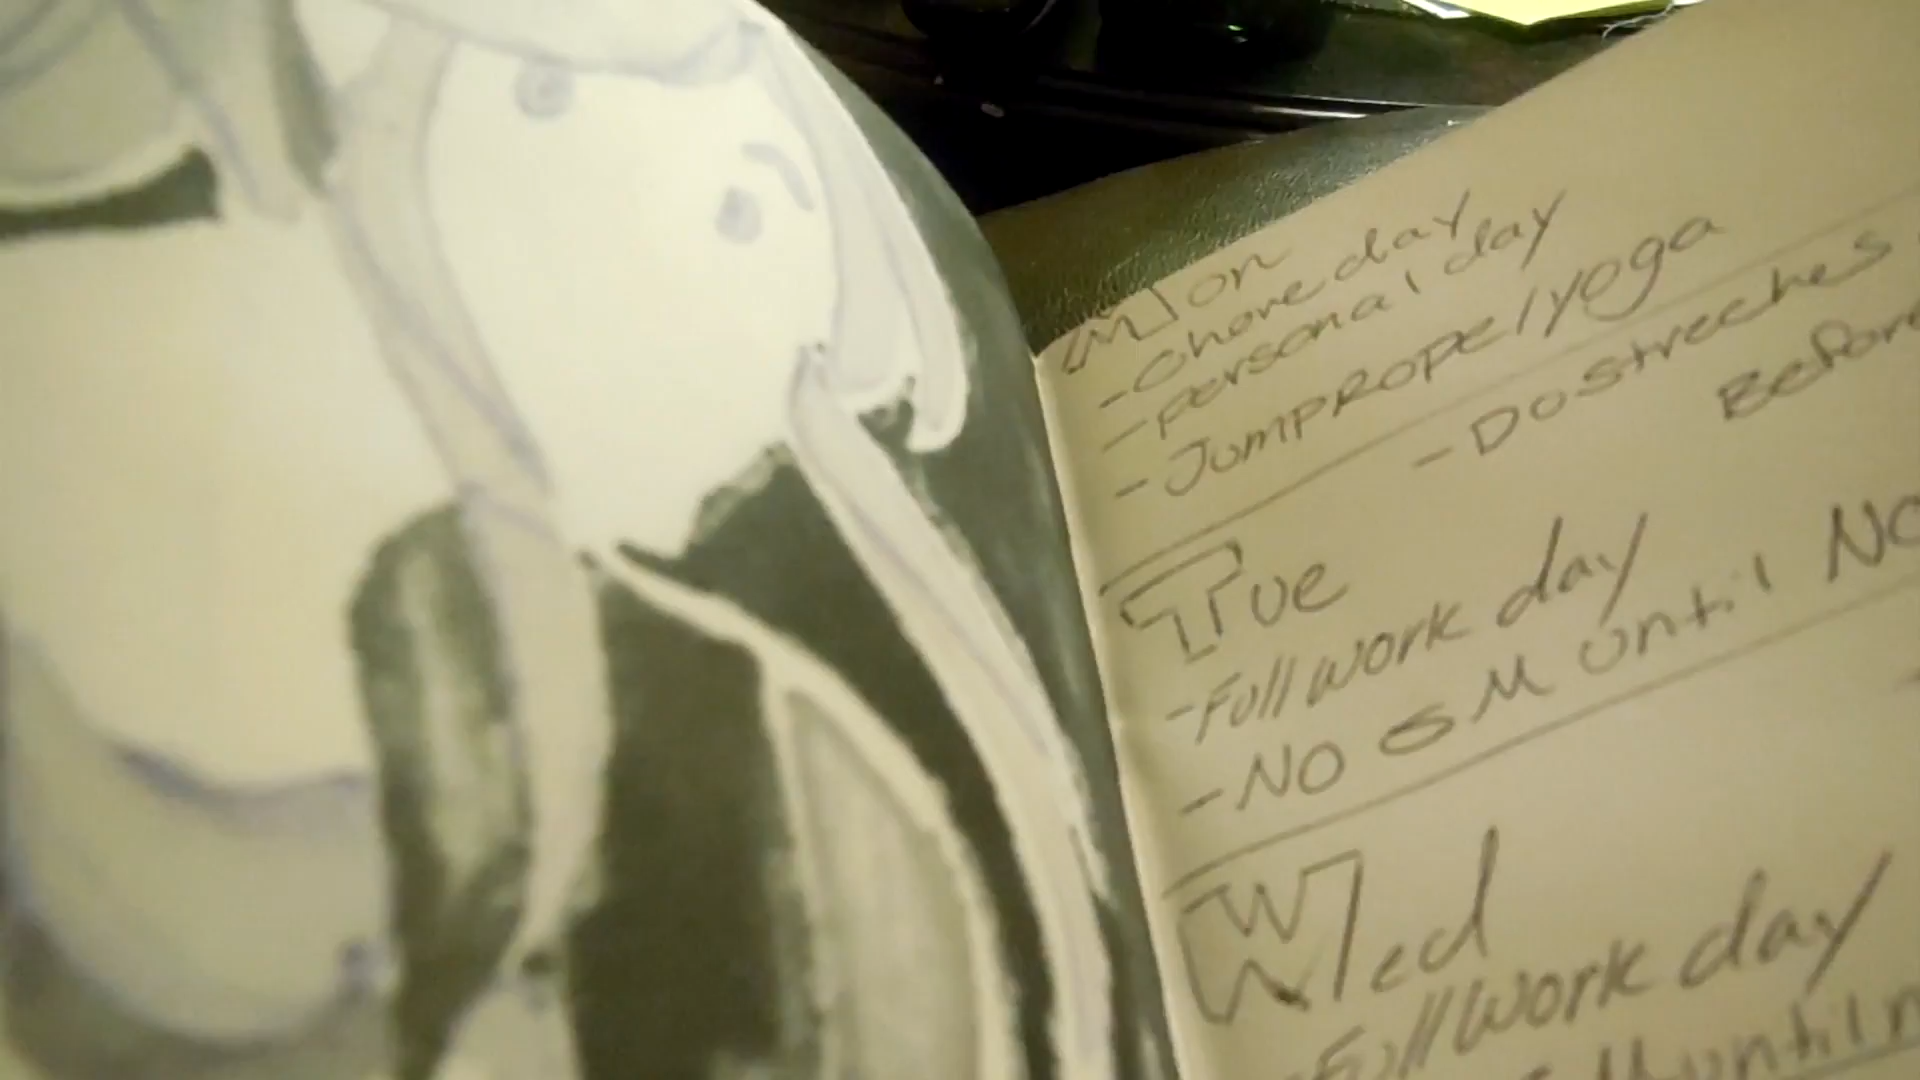 Mon
- Chore day
- personal day
- Jumprope/yoga
- Do streches
Before
Tue
- Full work day
- No SM until No
Wed
Full work day
until n